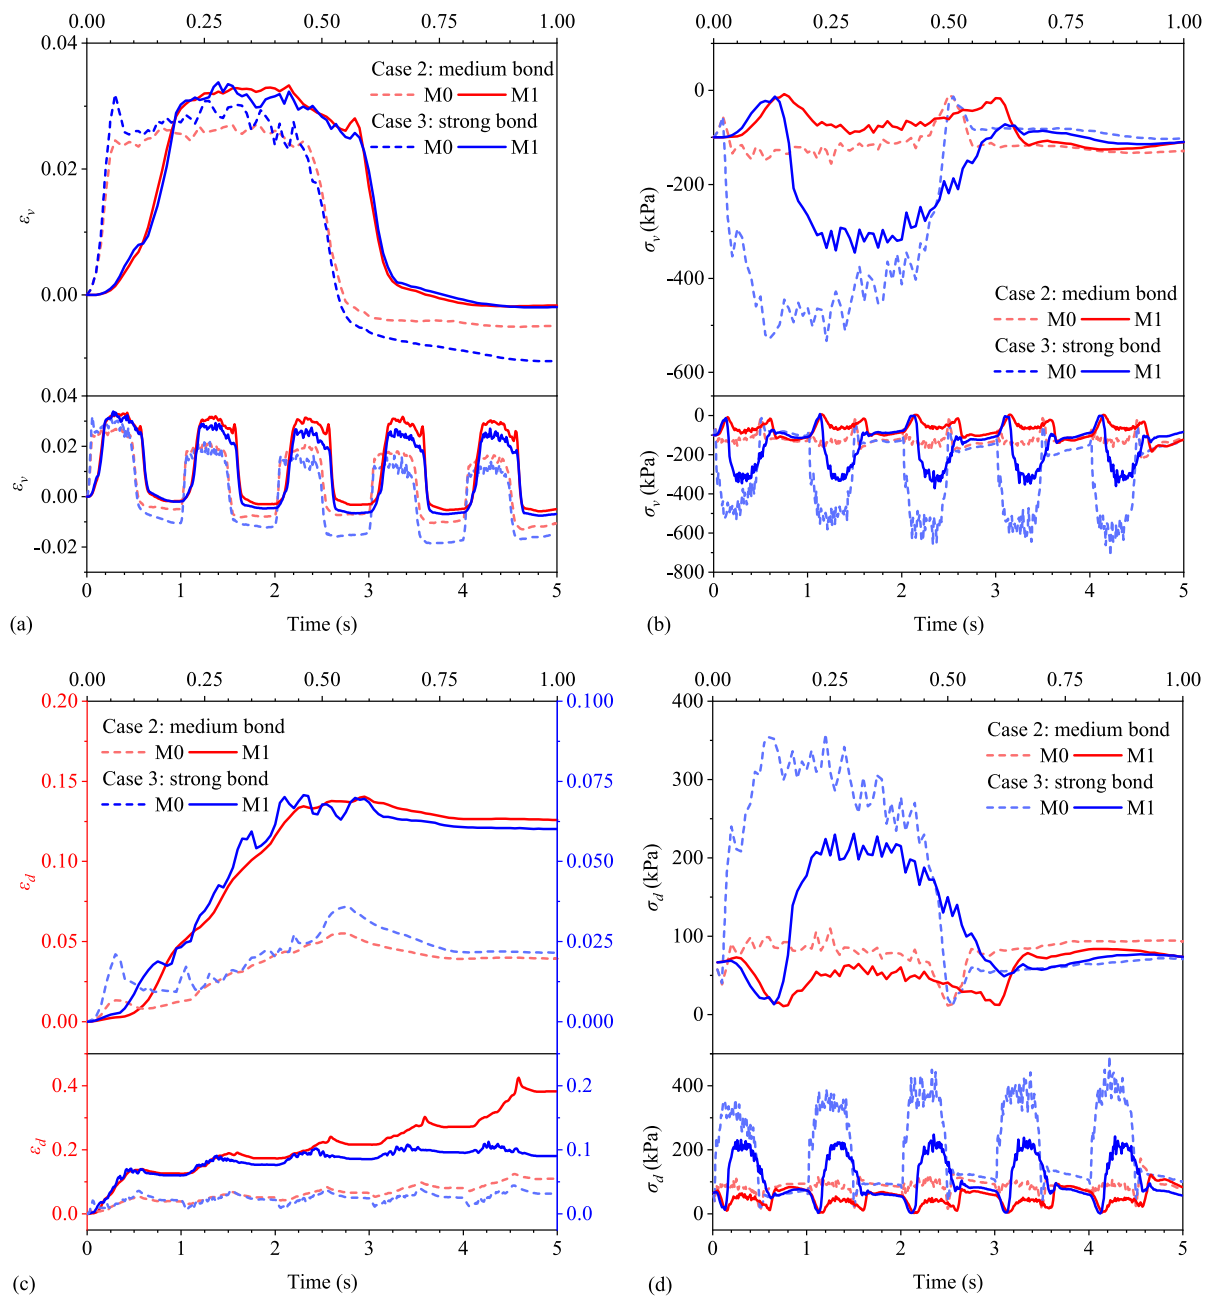 0.00 0.25 0.50 0.75 1.00
0.04
0.02
0.00
εv
Case 2: medium bond
M0 M1
Case 3: strong bond
M0 M1
0.04
0.02
0.00
-0.02
εv
0 1 2 3 4 5
Time (s)
(a)
0.00 0.25 0.50 0.75 1.00
0
-200
-400
-600
σv (kPa)
Case 2: medium bond
M0 M1
Case 3: strong bond
M0 M1
0
-200
-400
-600
-800
σv (kPa)
0 1 2 3 4 5
Time (s)
(b)
0.00 0.25 0.50 0.75 1.00
0.20
0.15
0.10
0.05
0.00
εd
0.100
0.075
0.050
0.025
0.000
Case 2: medium bond
M0 M1
Case 3: strong bond
M0 M1
0.4
0.2
0.0
εd
0.2
0.1
0.0
0 1 2 3 4 5
Time (s)
(c)
0.00 0.25 0.50 0.75 1.00
400
300
200
100
0
σd (kPa)
Case 2: medium bond
M0 M1
Case 3: strong bond
M0 M1
400
200
0
σd (kPa)
0 1 2 3 4 5
Time (s)
(d)